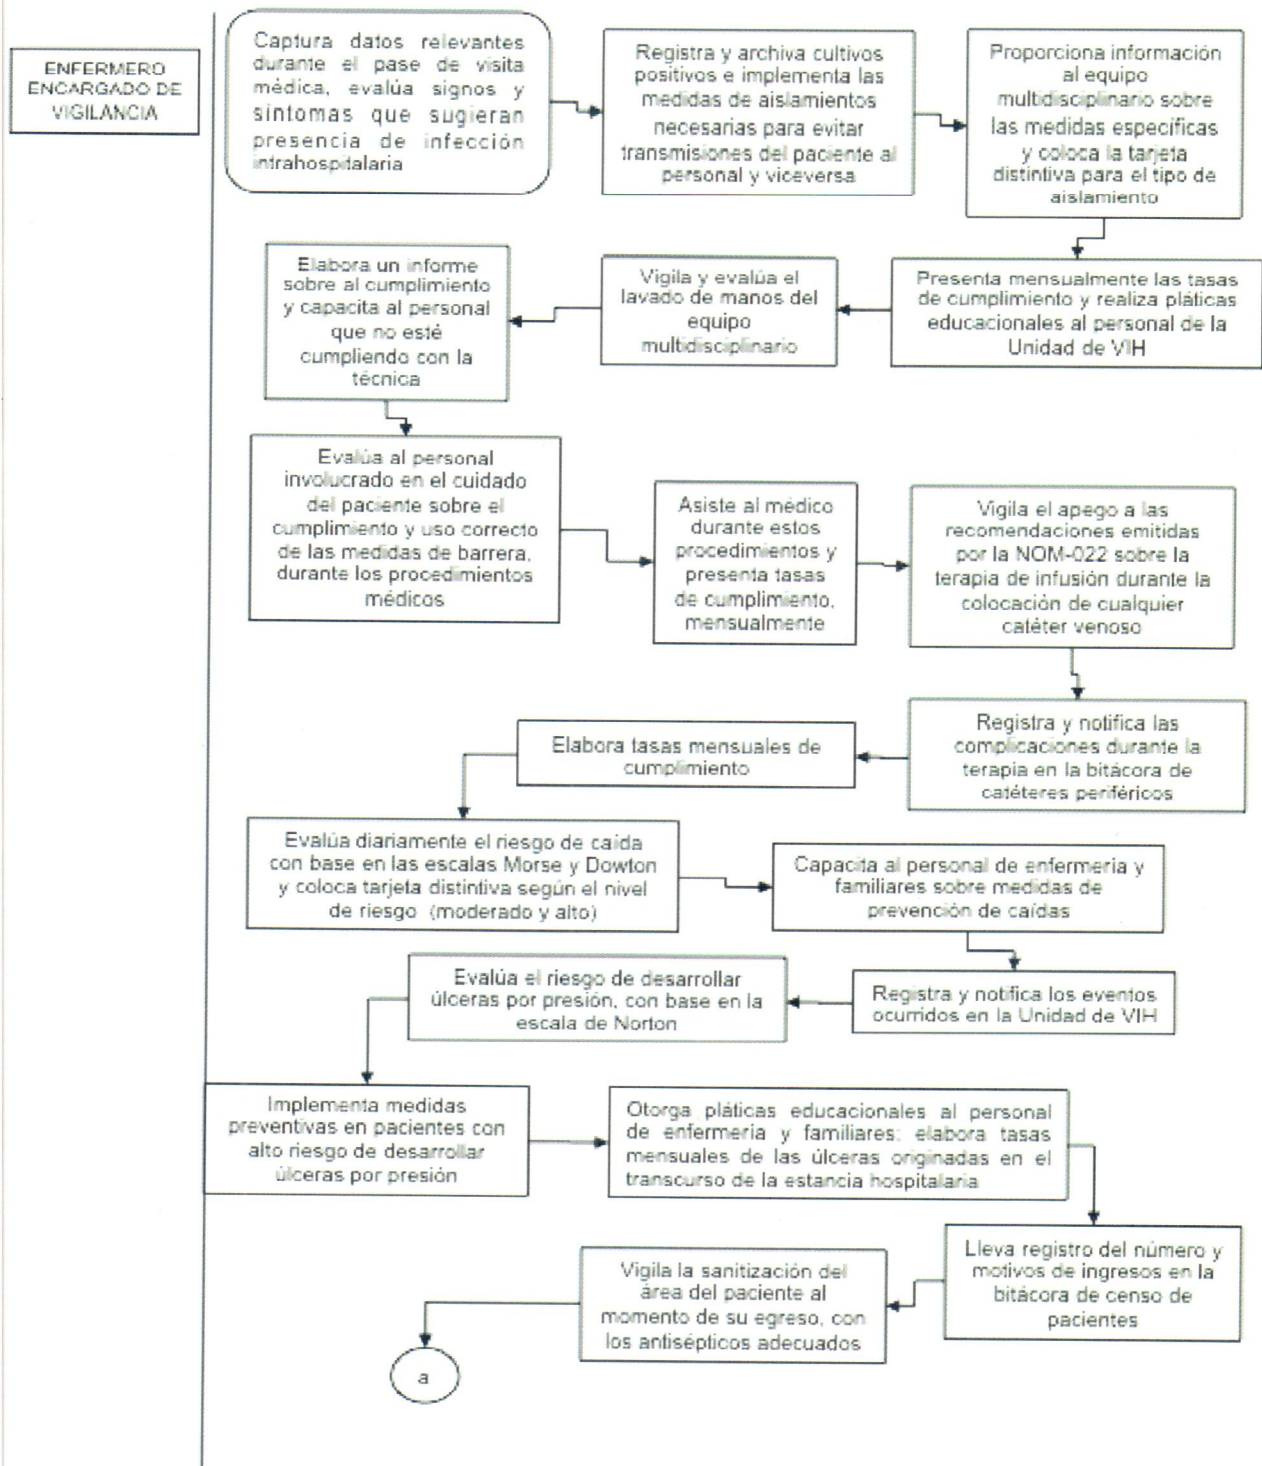 ENFERMERO
ENCARGADO DE
VIGILANCIA
Captura datos relevantes
durante el pase de visita
médica, evalúa signos y
síntomas que sugieran
presencia de infección
intrahospitalaria
Registra y archiva cultivos
positivos e implementa las
medidas de aislamientos
necesarias para evitar
transmisiones del paciente al
personal y viceversa
Proporciona información
al equipo
multidisciplinario sobre
las medidas específicas
y coloca la tarjeta
distintiva para el tipo de
aislamiento
Presenta mensualmente las tasas
de cumplimiento y realiza pláticas
educacionales al personal de la
Unidad de VIH
Vigila y evalúa el
lavado de manos del
equipo
multidisciplinario
Elabora un informe
sobre al cumplimiento
y capacita al personal
que no esté
cumpliendo con la
técnica
Evalúa al personal
involucrado en el cuidado
del paciente sobre el
cumplimiento y uso correcto
de las medidas de barrera,
durante los procedimientos
médicos
Asiste al médico
durante estos
procedimientos y
presenta tasas
de cumplimiento,
mensualmente
Vigila el apego a las
recomendaciones emitidas
por la NOM-022 sobre la
terapia de infusión durante la
colocación de cualquier
catéter venoso
Registra y notifica las
complicaciones durante la
terapia en la bitácora de
catéteres periféricos
Elabora tasas mensuales de
cumplimiento
Evalúa diariamente el riesgo de caída
con base en las escalas Morse y Dowton
y coloca tarjeta distintiva según el nivel
de riesgo (moderado y alto)
Capacita al personal de enfermería y
familiares sobre medidas de
prevención de caídas
Registra y notifica los eventos
ocurridos en la Unidad de VIH
Evalúa el riesgo de desarrollar
úlceras por presión, con base en la
escala de Norton
Implementa medidas
preventivas en pacientes con
alto riesgo de desarrollar
úlceras por presión
Otorga pláticas educacionales al personal
de enfermería y familiares; elabora tasas
mensuales de las úlceras originadas en el
transcurso de la estancia hospitalaria
Lleva registro del número y
motivos de ingresos en la
bitácora de censo de
pacientes
Vigila la sanitización del
área del paciente al
momento de su egreso, con
los antisépticos adecuados
a